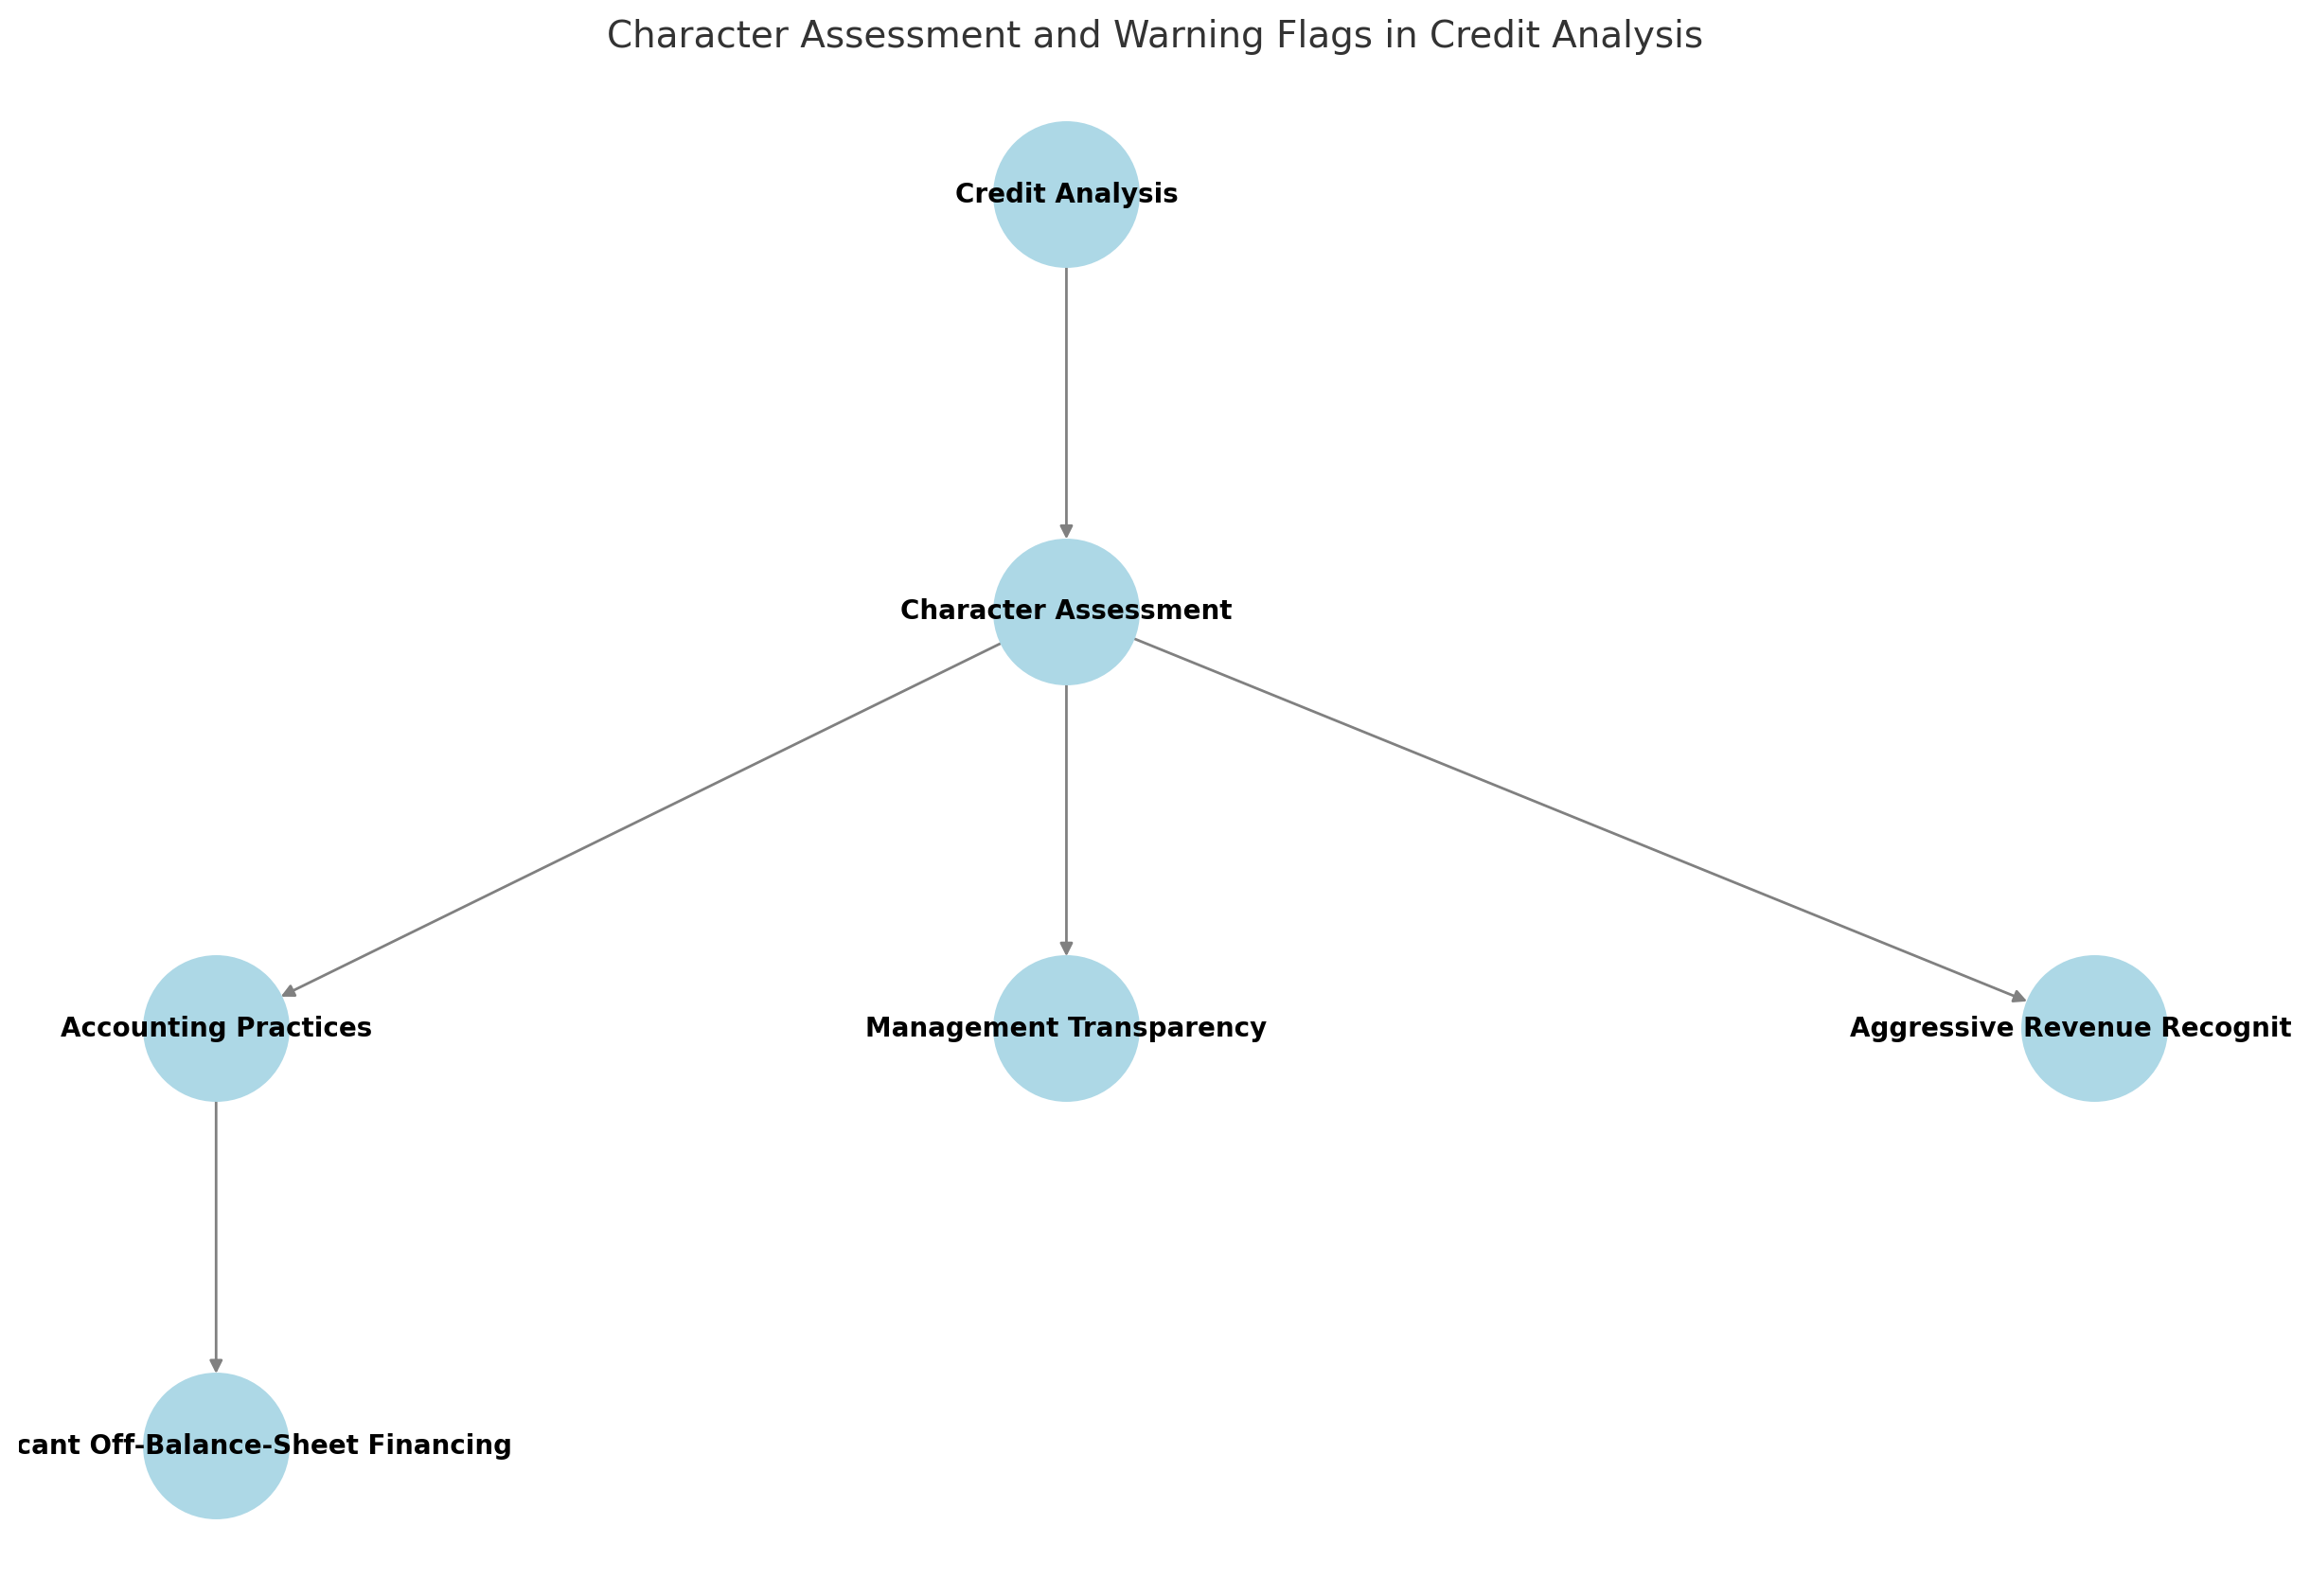 Character Assessment and Warning Flags in Credit Analysis
Credit Analysis
Character Assessment
Accounting Practices
Management Transparency
Aggressive Revenue Recognit
cant Off-Balance-Sheet Financing